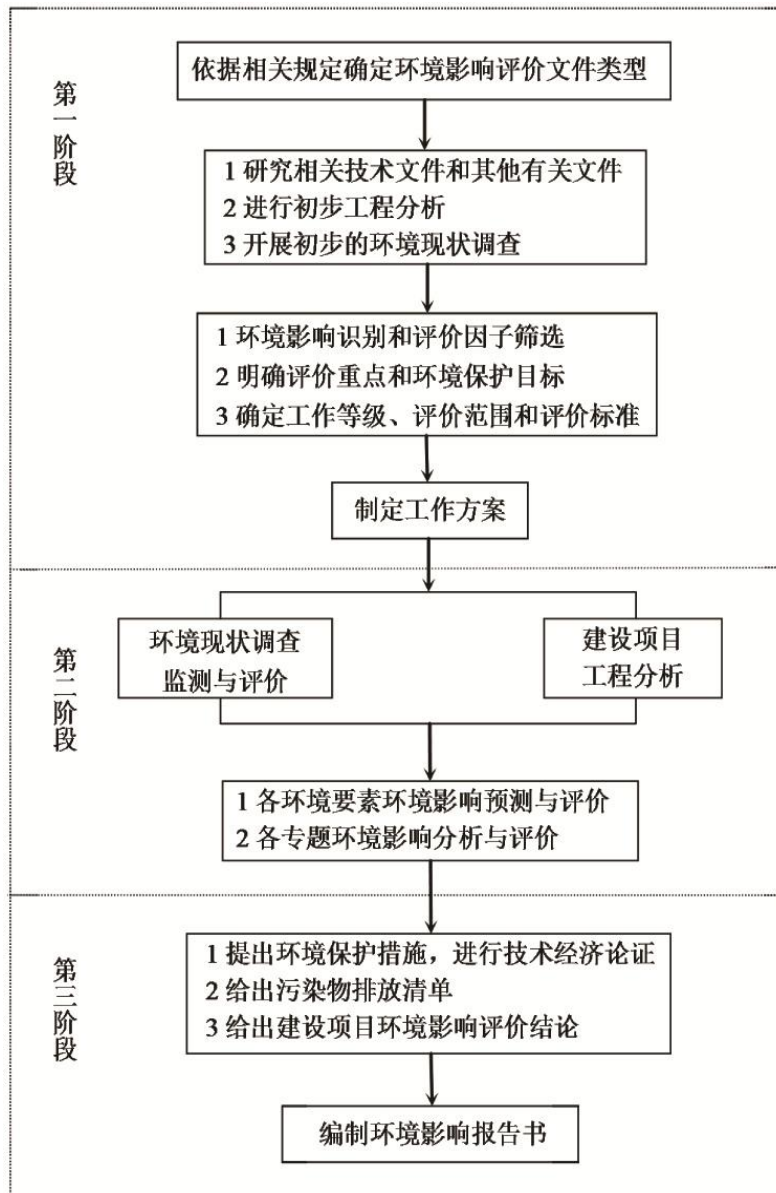 第一阶段
依据相关规定确定环境影响评价文件类型
1 研究相关技术文件和其他有关文件
2 进行初步工程分析
3 开展初步的环境现状调查
1 环境影响识别和评价因子筛选
2 明确评价重点和环境保护目标
3 确定工作等级、评价范围和评价标准
制定工作方案
第二阶段
环境现状调查
监测与评价
建设项目
工程分析
1 各环境要素环境影响预测与评价
2 各专题环境影响分析与评价
第三阶段
1 提出环境保护措施，进行技术经济论证
2 给出污染物排放清单
3 给出建设项目环境影响评价结论
编制环境影响报告书